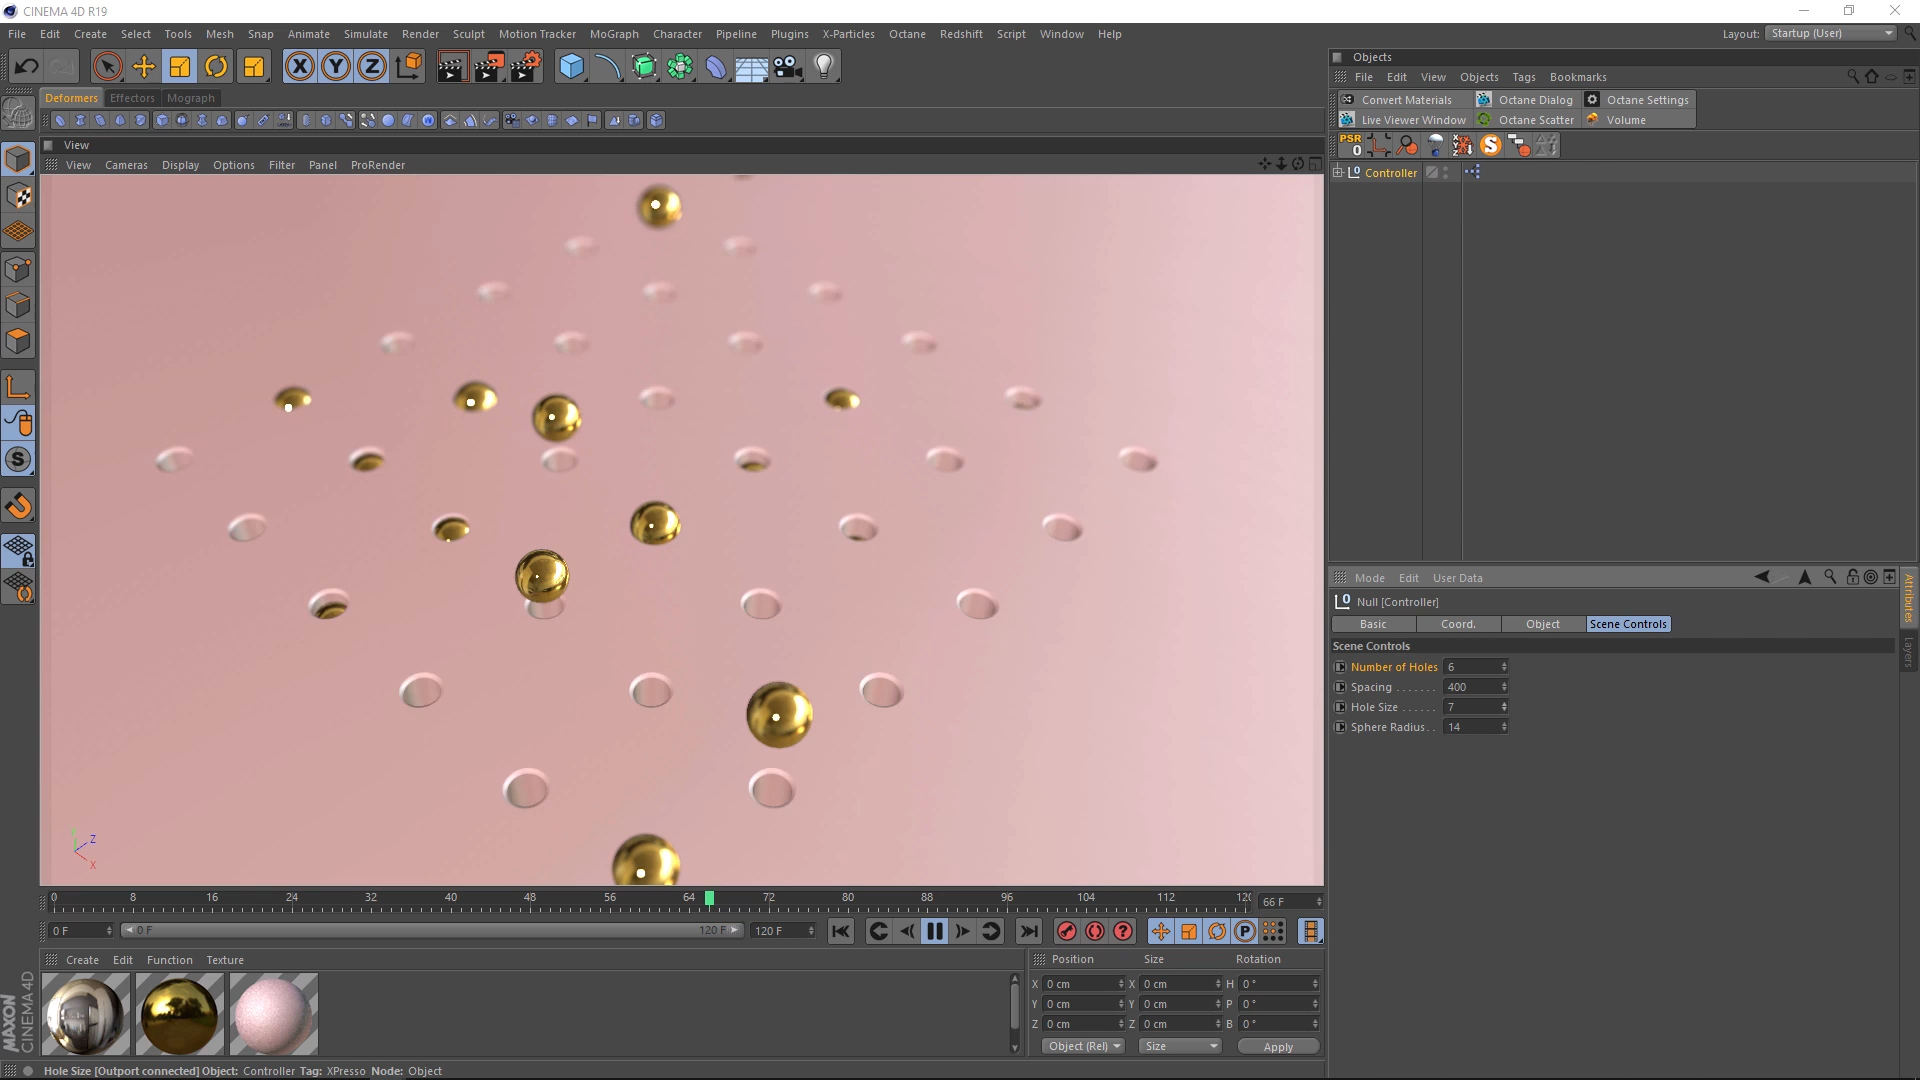 CINEMA 4D R19
File Edit Create Select Tools Mesh Snap Animate Simulate Render Sculpt Motion Tracker MoGraph Character Pipeline Plugins X-Particles Octane Redshift Script Window Help Layout: Startup (User)
Objects
File Edit View Objects Tags Bookmarks
Deformers Effectors Mograph
Convert Materials Octane Dialog Octane Settings
Live Viewer Window Octane Scatter Volume
View
PSR
0
View Cameras Display Options Filter Panel ProRender
Controller
Mode Edit User Data
Null [Controller]
Basic Coord. Object Scene Controls
Scene Controls
Number of Holes 6
Spacing . . . . . . . 400
Hole Size . . . . . . 7
Sphere Radius . . 14
Attributes
Layers
Y Z X
0 8 16 24 32 40 48 56 64 72 80 88 96 104 112 120 66 F
0 F 0 F 120 F 120 F
Create Edit Function Texture
Position Size Rotation
X 0 cm X 0 cm H 0 °
Y 0 cm Y 0 cm P 0 °
Z 0 cm Z 0 cm B 0 °
Object (Rel) Size Apply
MAXON
CINEMA 4D
Hole Size [Outport connected] Object: Controller Tag: XPresso Node: Object